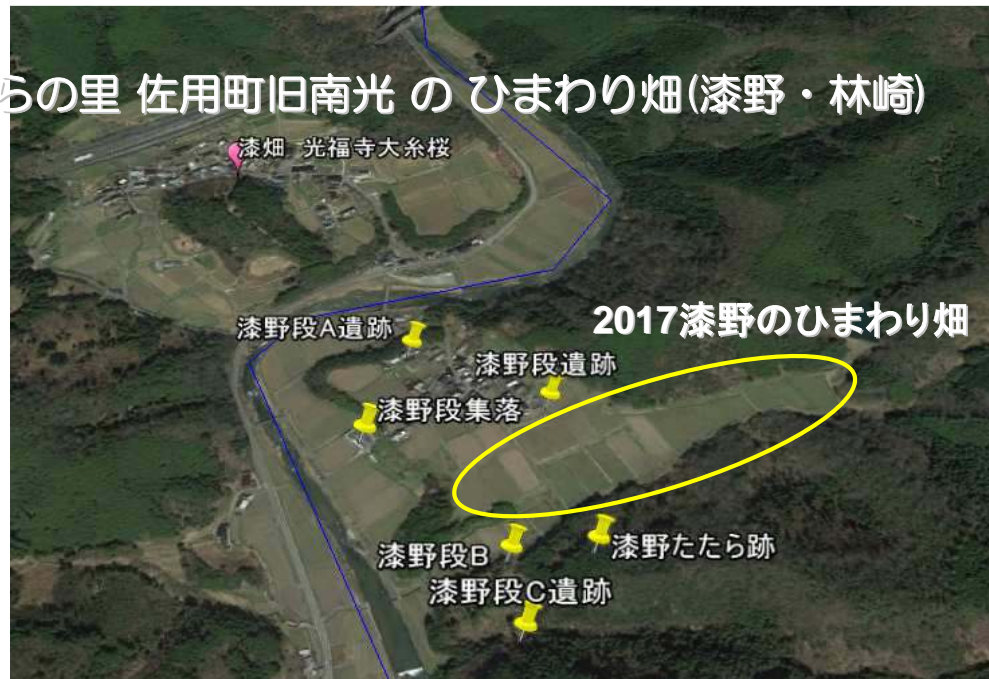 らの里 佐用町旧南光 の ひまわり畑(漆野・林崎)
漆畑 光福寺大糸桜
2017漆野のひまわり畑
漆野段A遺跡
漆野段遺跡
漆野段集落
漆野段B
漆野たたら跡
漆野段C遺跡